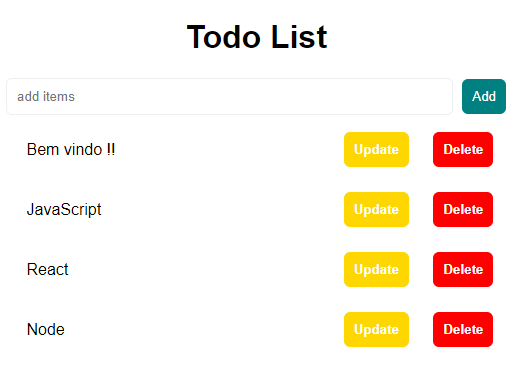 Todo List
add items Add
Bem vindo !! Update Delete
JavaScript Update Delete
React Update Delete
Node Update Delete